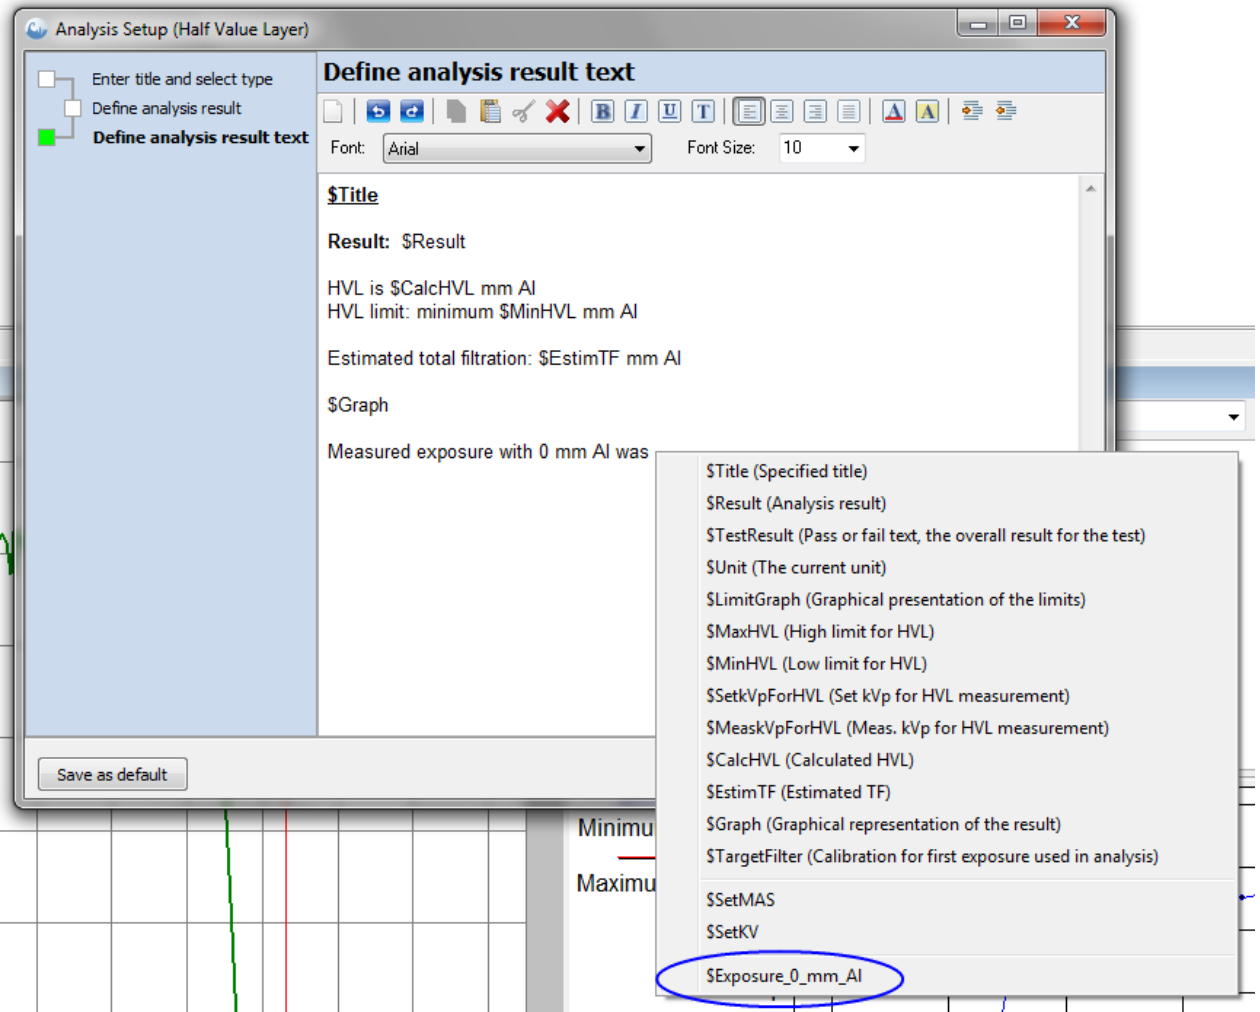 Analysis Setup (Half Value Layer)
Enter title and select type
Define analysis result
Define analysis result text
Define analysis result text
B I U T A A
Font: Arial Font Size: 10
$Title
Result: $Result
HVL is $CalcHVL mm Al
HVL limit: minimum $MinHVL mm Al
Estimated total filtration: $EstimTF mm Al
$Graph
Measured exposure with 0 mm Al was
$Title (Specified title)
$Result (Analysis result)
$TestResult (Pass or fail text, the overall result for the test)
$Unit (The current unit)
$LimitGraph (Graphical presentation of the limits)
$MaxHVL (High limit for HVL)
$MinHVL (Low limit for HVL)
$SetkVpForHVL (Set kVp for HVL measurement)
$MeaskVpForHVL (Meas. kVp for HVL measurement)
$CalcHVL (Calculated HVL)
$EstimTF (Estimated TF)
$Graph (Graphical representation of the result)
$TargetFilter (Calibration for first exposure used in analysis)
$SetMAS
$SetKV
$Exposure_0_mm_Al
Save as default
Minimu
Maximu